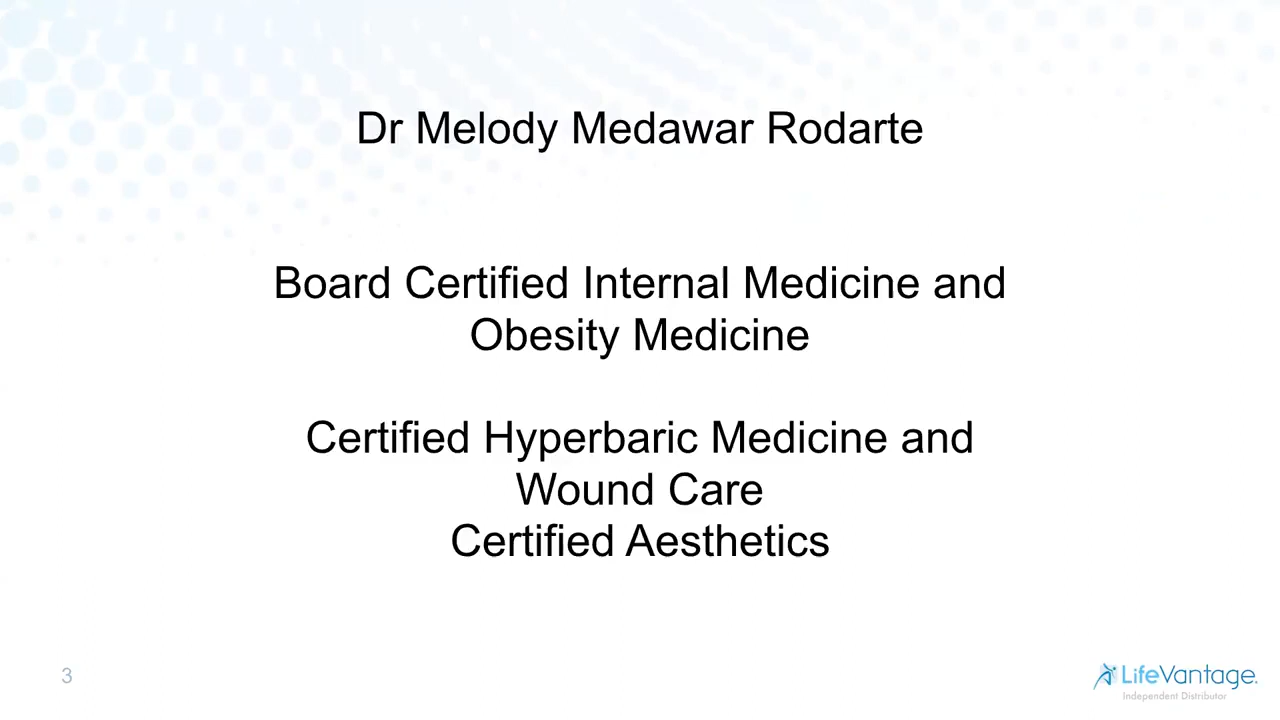 Dr Melody Medawar Rodarte
Board Certified Internal Medicine and
Obesity Medicine
Certified Hyperbaric Medicine and
Wound Care
Certified Aesthetics
3
LifeVantage.
Independent Distributor